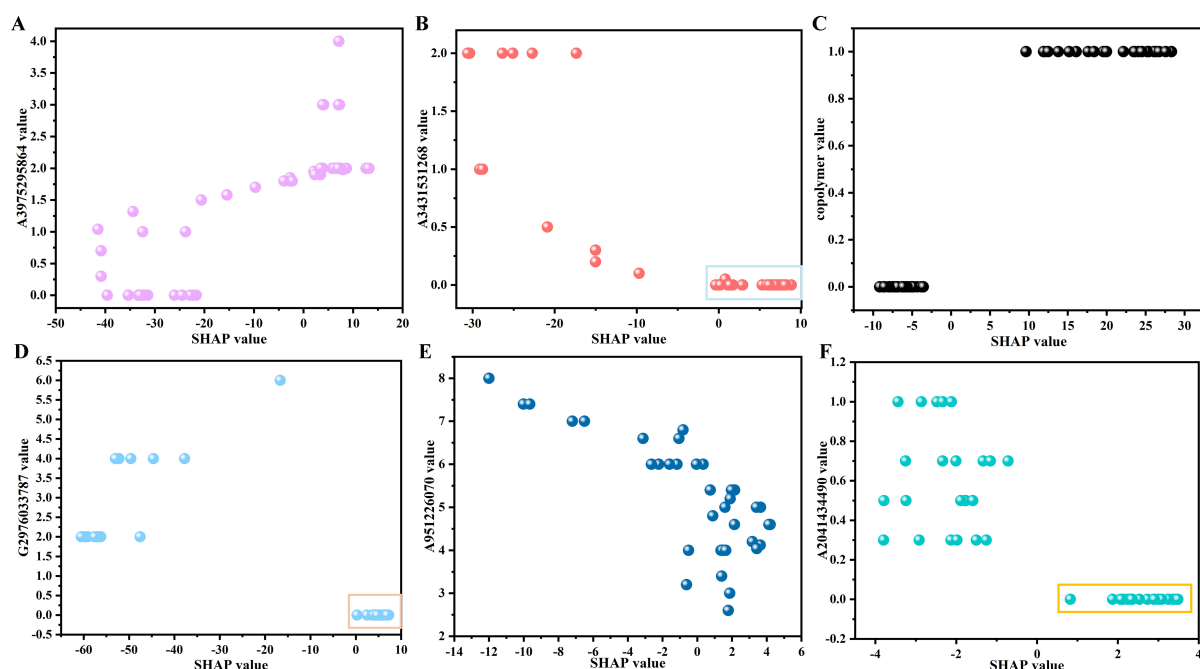 A
A3975295864 value
4.0
3.5
3.0
2.5
2.0
1.5
1.0
0.5
0.0
-50 -40 -30 -20 -10 0 10 20
SHAP value
B
A3431531268 value
2.0
1.5
1.0
0.5
0.0
-30 -20 -10 0 10
SHAP value
C
copolymer value
1.0
0.8
0.6
0.4
0.2
0.0
-10 -5 0 5 10 15 20 25 30
SHAP value
D
G2976033787 value
6.5
6.0
5.5
5.0
4.5
4.0
3.5
3.0
2.5
2.0
1.5
1.0
0.5
0.0
-0.5
-60 -50 -40 -30 -20 -10 0 10
SHAP value
E
A951226070 value
8
7
6
5
4
3
2
-14 -12 -10 -8 -6 -4 -2 0 2 4 6
SHAP value
F
A2041434490 value
1.2
1.0
0.8
0.6
0.4
0.2
0.0
-0.2
-4 -2 0 2 4
SHAP value